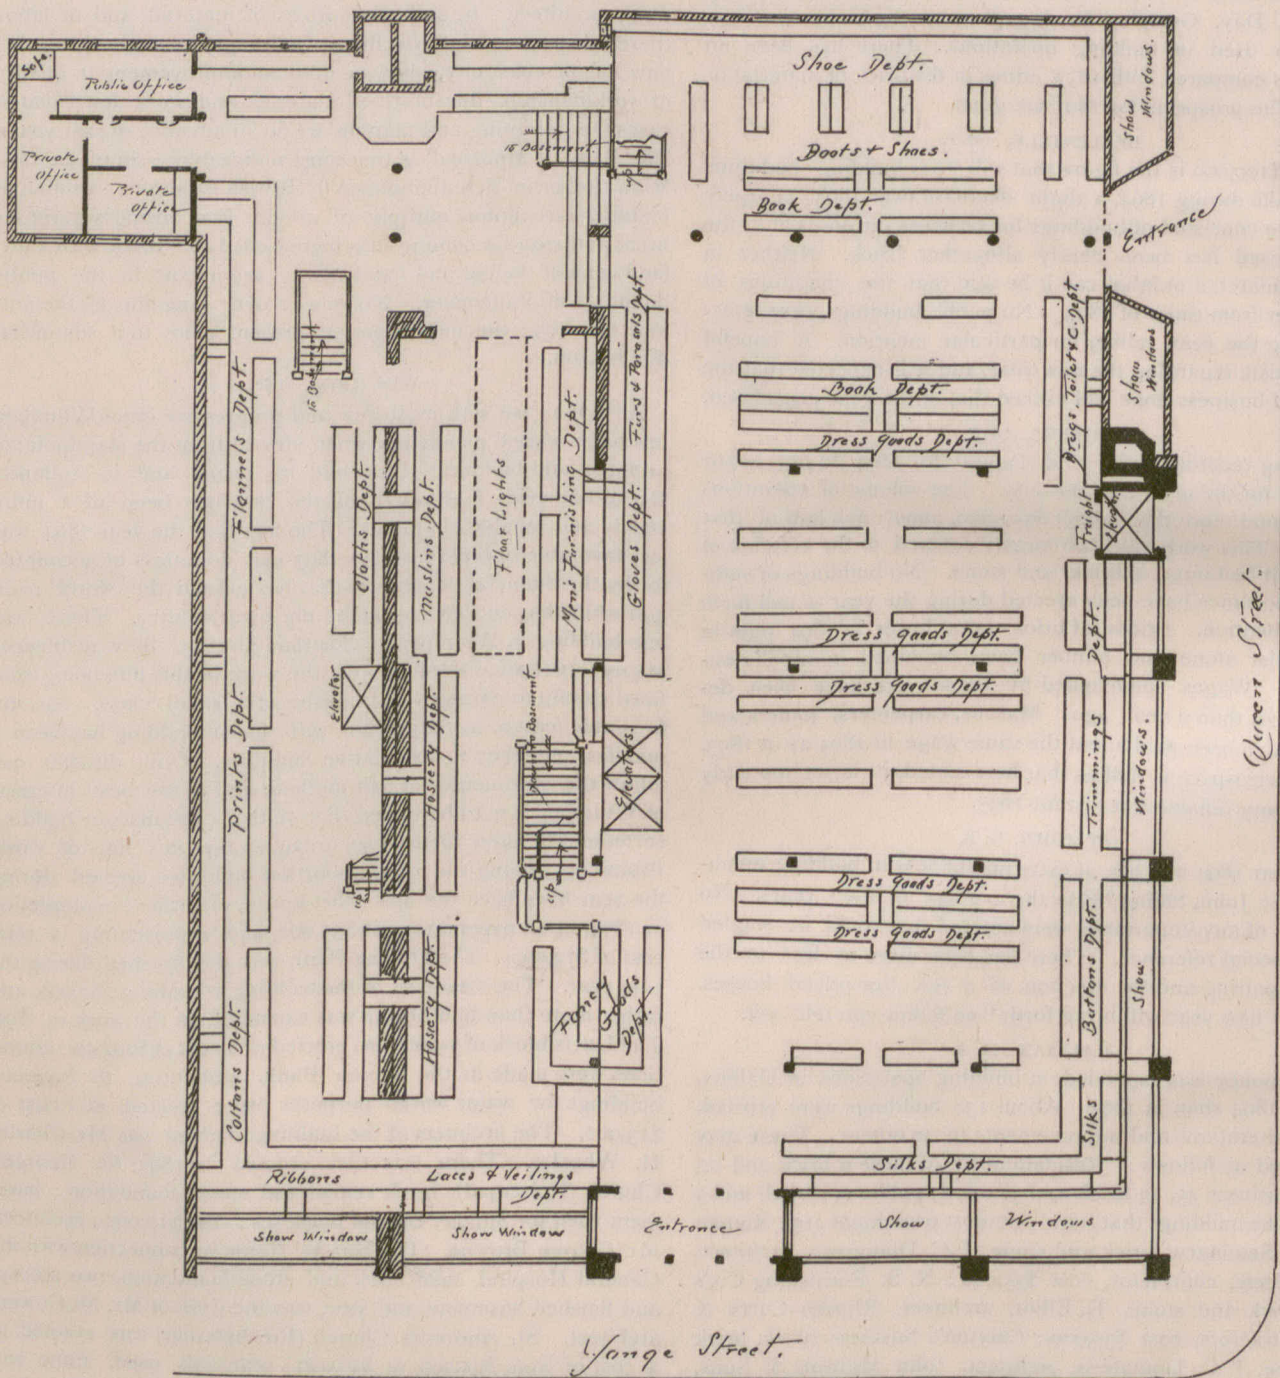 Safe.
Public Office
Private
Office
Private
Office
To Basement
up
Shoe Dept.
Boots & Shoes.
Book Dept.
Show
Windows.
Entrance
Drugs, Toilet & C. Dept.
Show
Windows
Freight
Height
To Basement
Flannels Dept.
Prints Dept.
Cottons Dept.
Cloths Dept.
Muslins Dept.
Floor Lights
Men's Furnishing Dept.
Gloves Dept.
Furs & Parasols Dept.
Book Dept.
Dress Goods Dept.
Dress Goods Dept.
Dress Goods Dept.
Dress Goods Dept.
Dress Goods Dept.
Elevator
Hosiery Dept.
Down to Basement
Elevators.
up
up
Hosiery Dept.
Fancy
Goods
Dept.
Trimmings Dept.
Buttons Dept.
Silks
Show Windows.
Queen Street.
Silks Dept.
Ribbons
Laces & Veilings
Dept.
Show Window
Show Window
Entrance
Show Windows
Yonge Street.